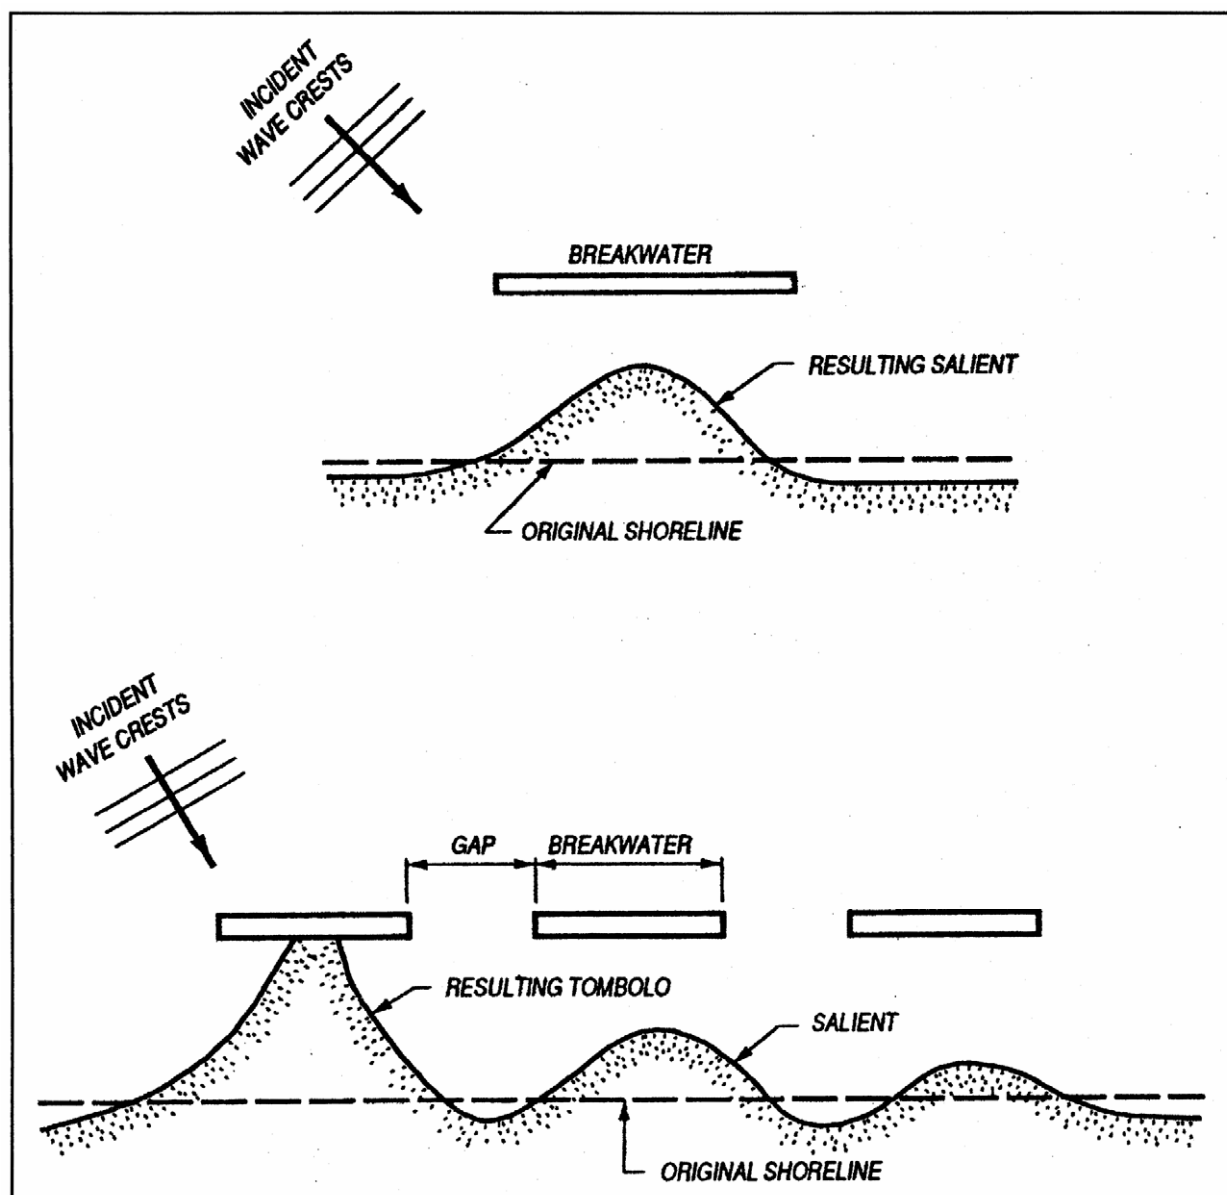 INCIDENT
WAVE CRESTS
BREAKWATER
RESULTING SALIENT
ORIGINAL SHORELINE
INCIDENT
WAVE CRESTS
GAP
BREAKWATER
RESULTING TOMBOLO
SALIENT
ORIGINAL SHORELINE